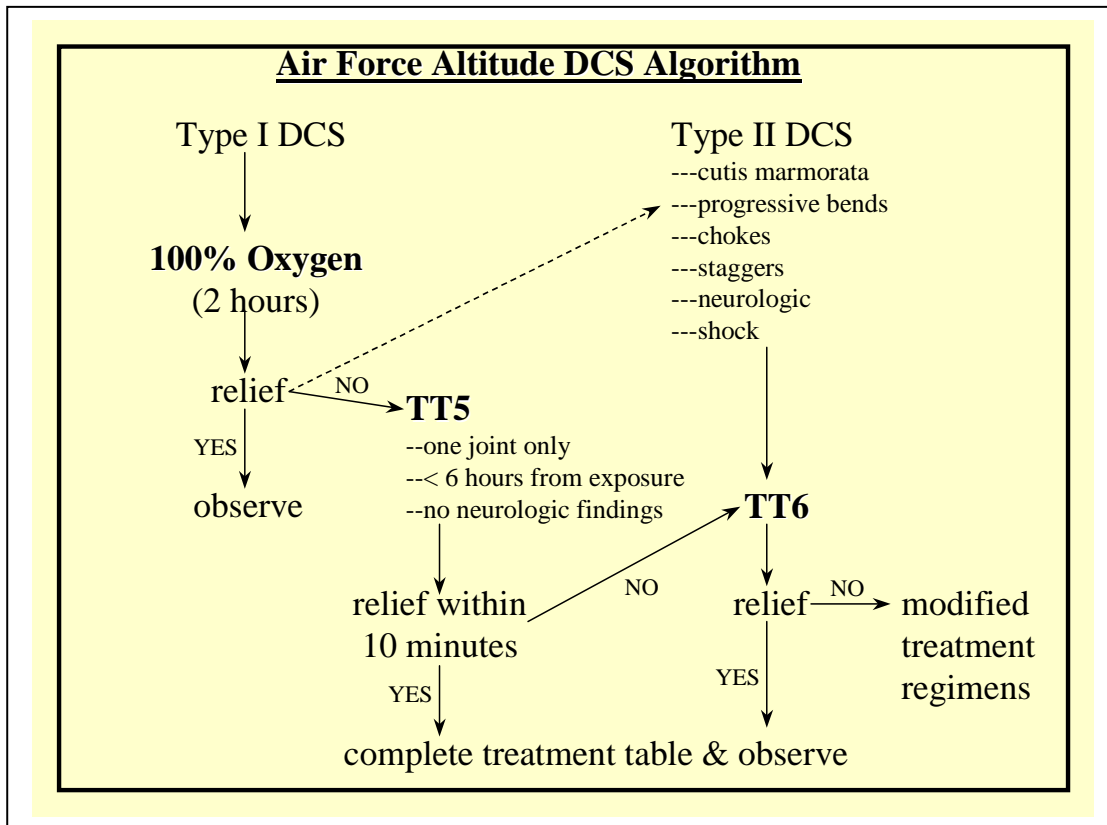 Air Force Altitude DCS Algorithm
Type I DCS
100% Oxygen
(2 hours)
relief
YES
observe
NO
TT5
--one joint only
--< 6 hours from exposure
--no neurologic findings
relief within
10 minutes
NO
YES
Type II DCS
---cutis marmorata
---progressive bends
---chokes
---staggers
---neurologic
---shock
TT6
relief
NO
modified
treatment
regimens
YES
complete treatment table & observe